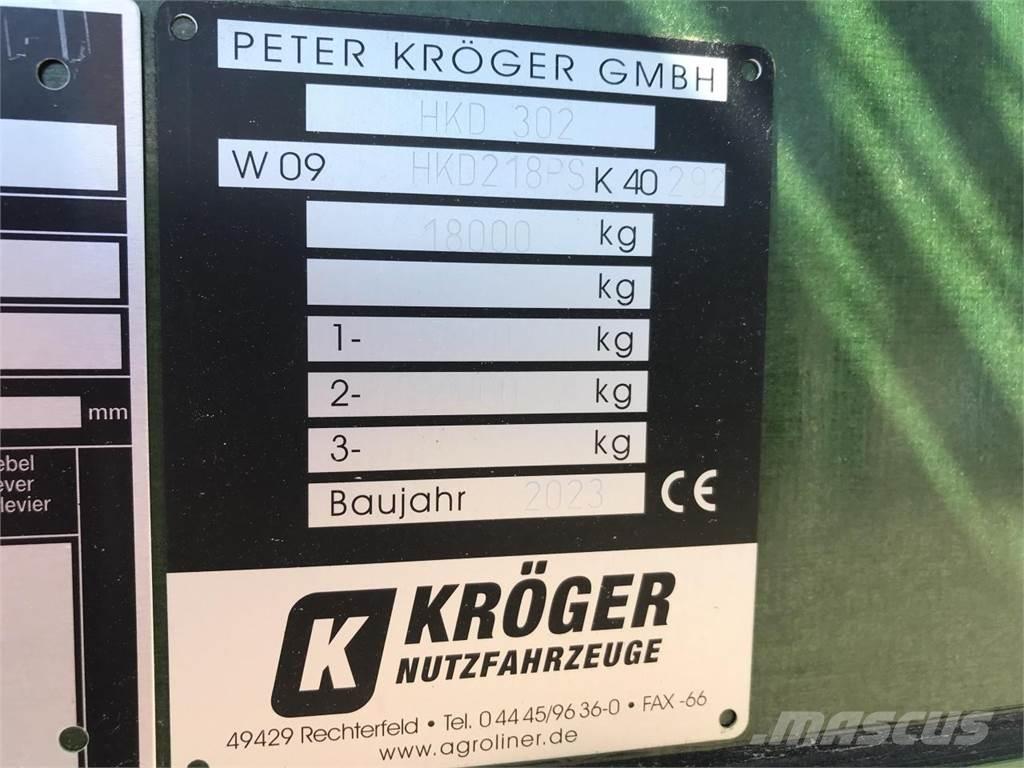 PETER KRÖGER GMBH
HKD 302
W 09 HKD218PS K 40 292
18000 kg
kg
1- kg
2- kg
3- kg
Baujahr 2023 CE
mm
ebel
ever
levier
K KRÖGER
NUTZFAHRZEUGE
49429 Rechterfeld • Tel. 0 44 45/96 36-0 • FAX -66
www.agroliner.de
MASCUS